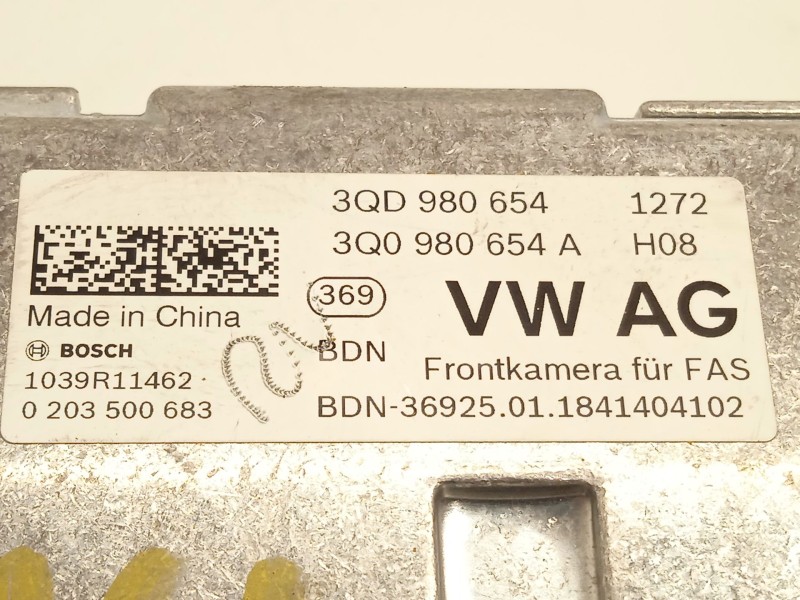 3QD 980 654 1272
3Q0 980 654 A H08
369
VW AG
Made in China
BOSCH
BDN
Frontkamera für FAS
1039R11462
0 203 500 683
BDN-36925.01.1841404102